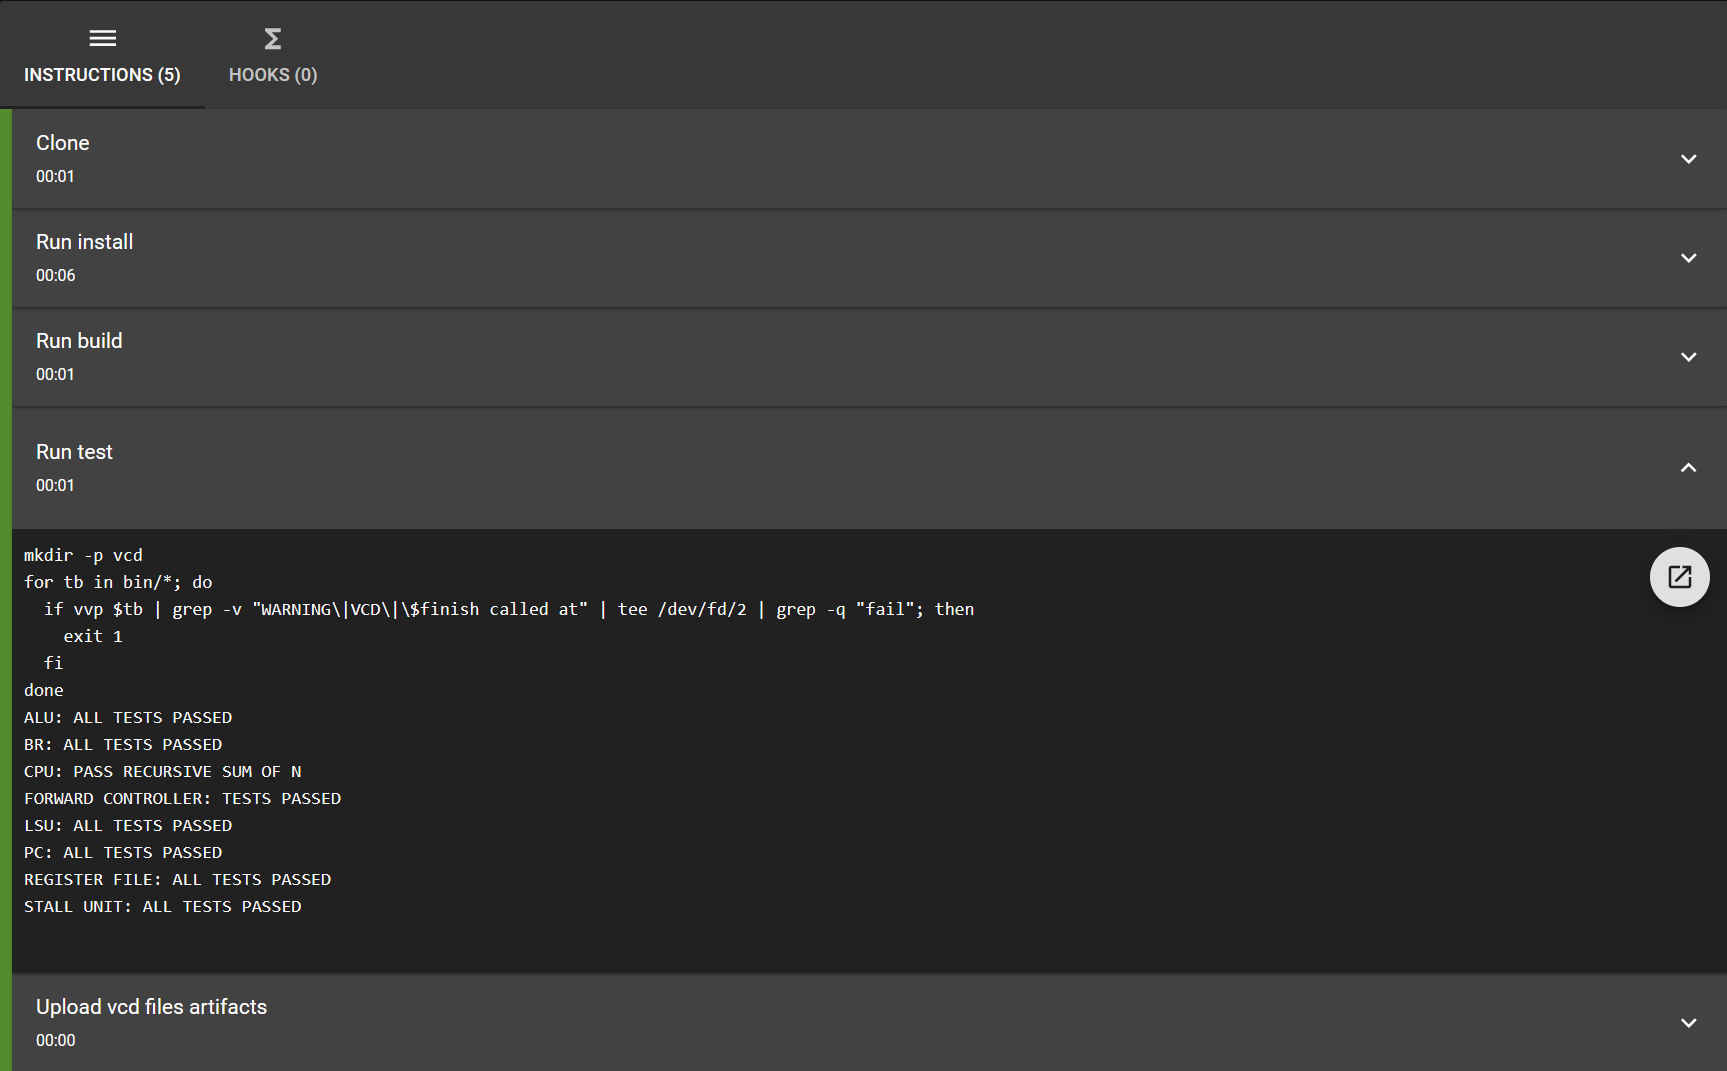 INSTRUCTIONS (5)
HOOKS (0)
Clone
00:01
Run install
00:06
Run build
00:01
Run test
00:01
mkdir -p vcd
for tb in bin/*; do
  if vvp $tb | grep -v "WARNING\|VCD\|\$finish called at" | tee /dev/fd/2 | grep -q "fail"; then
    exit 1
  fi
done
ALU: ALL TESTS PASSED
BR: ALL TESTS PASSED
CPU: PASS RECURSIVE SUM OF N
FORWARD CONTROLLER: TESTS PASSED
LSU: ALL TESTS PASSED
PC: ALL TESTS PASSED
REGISTER FILE: ALL TESTS PASSED
STALL UNIT: ALL TESTS PASSED
Upload vcd files artifacts
00:00